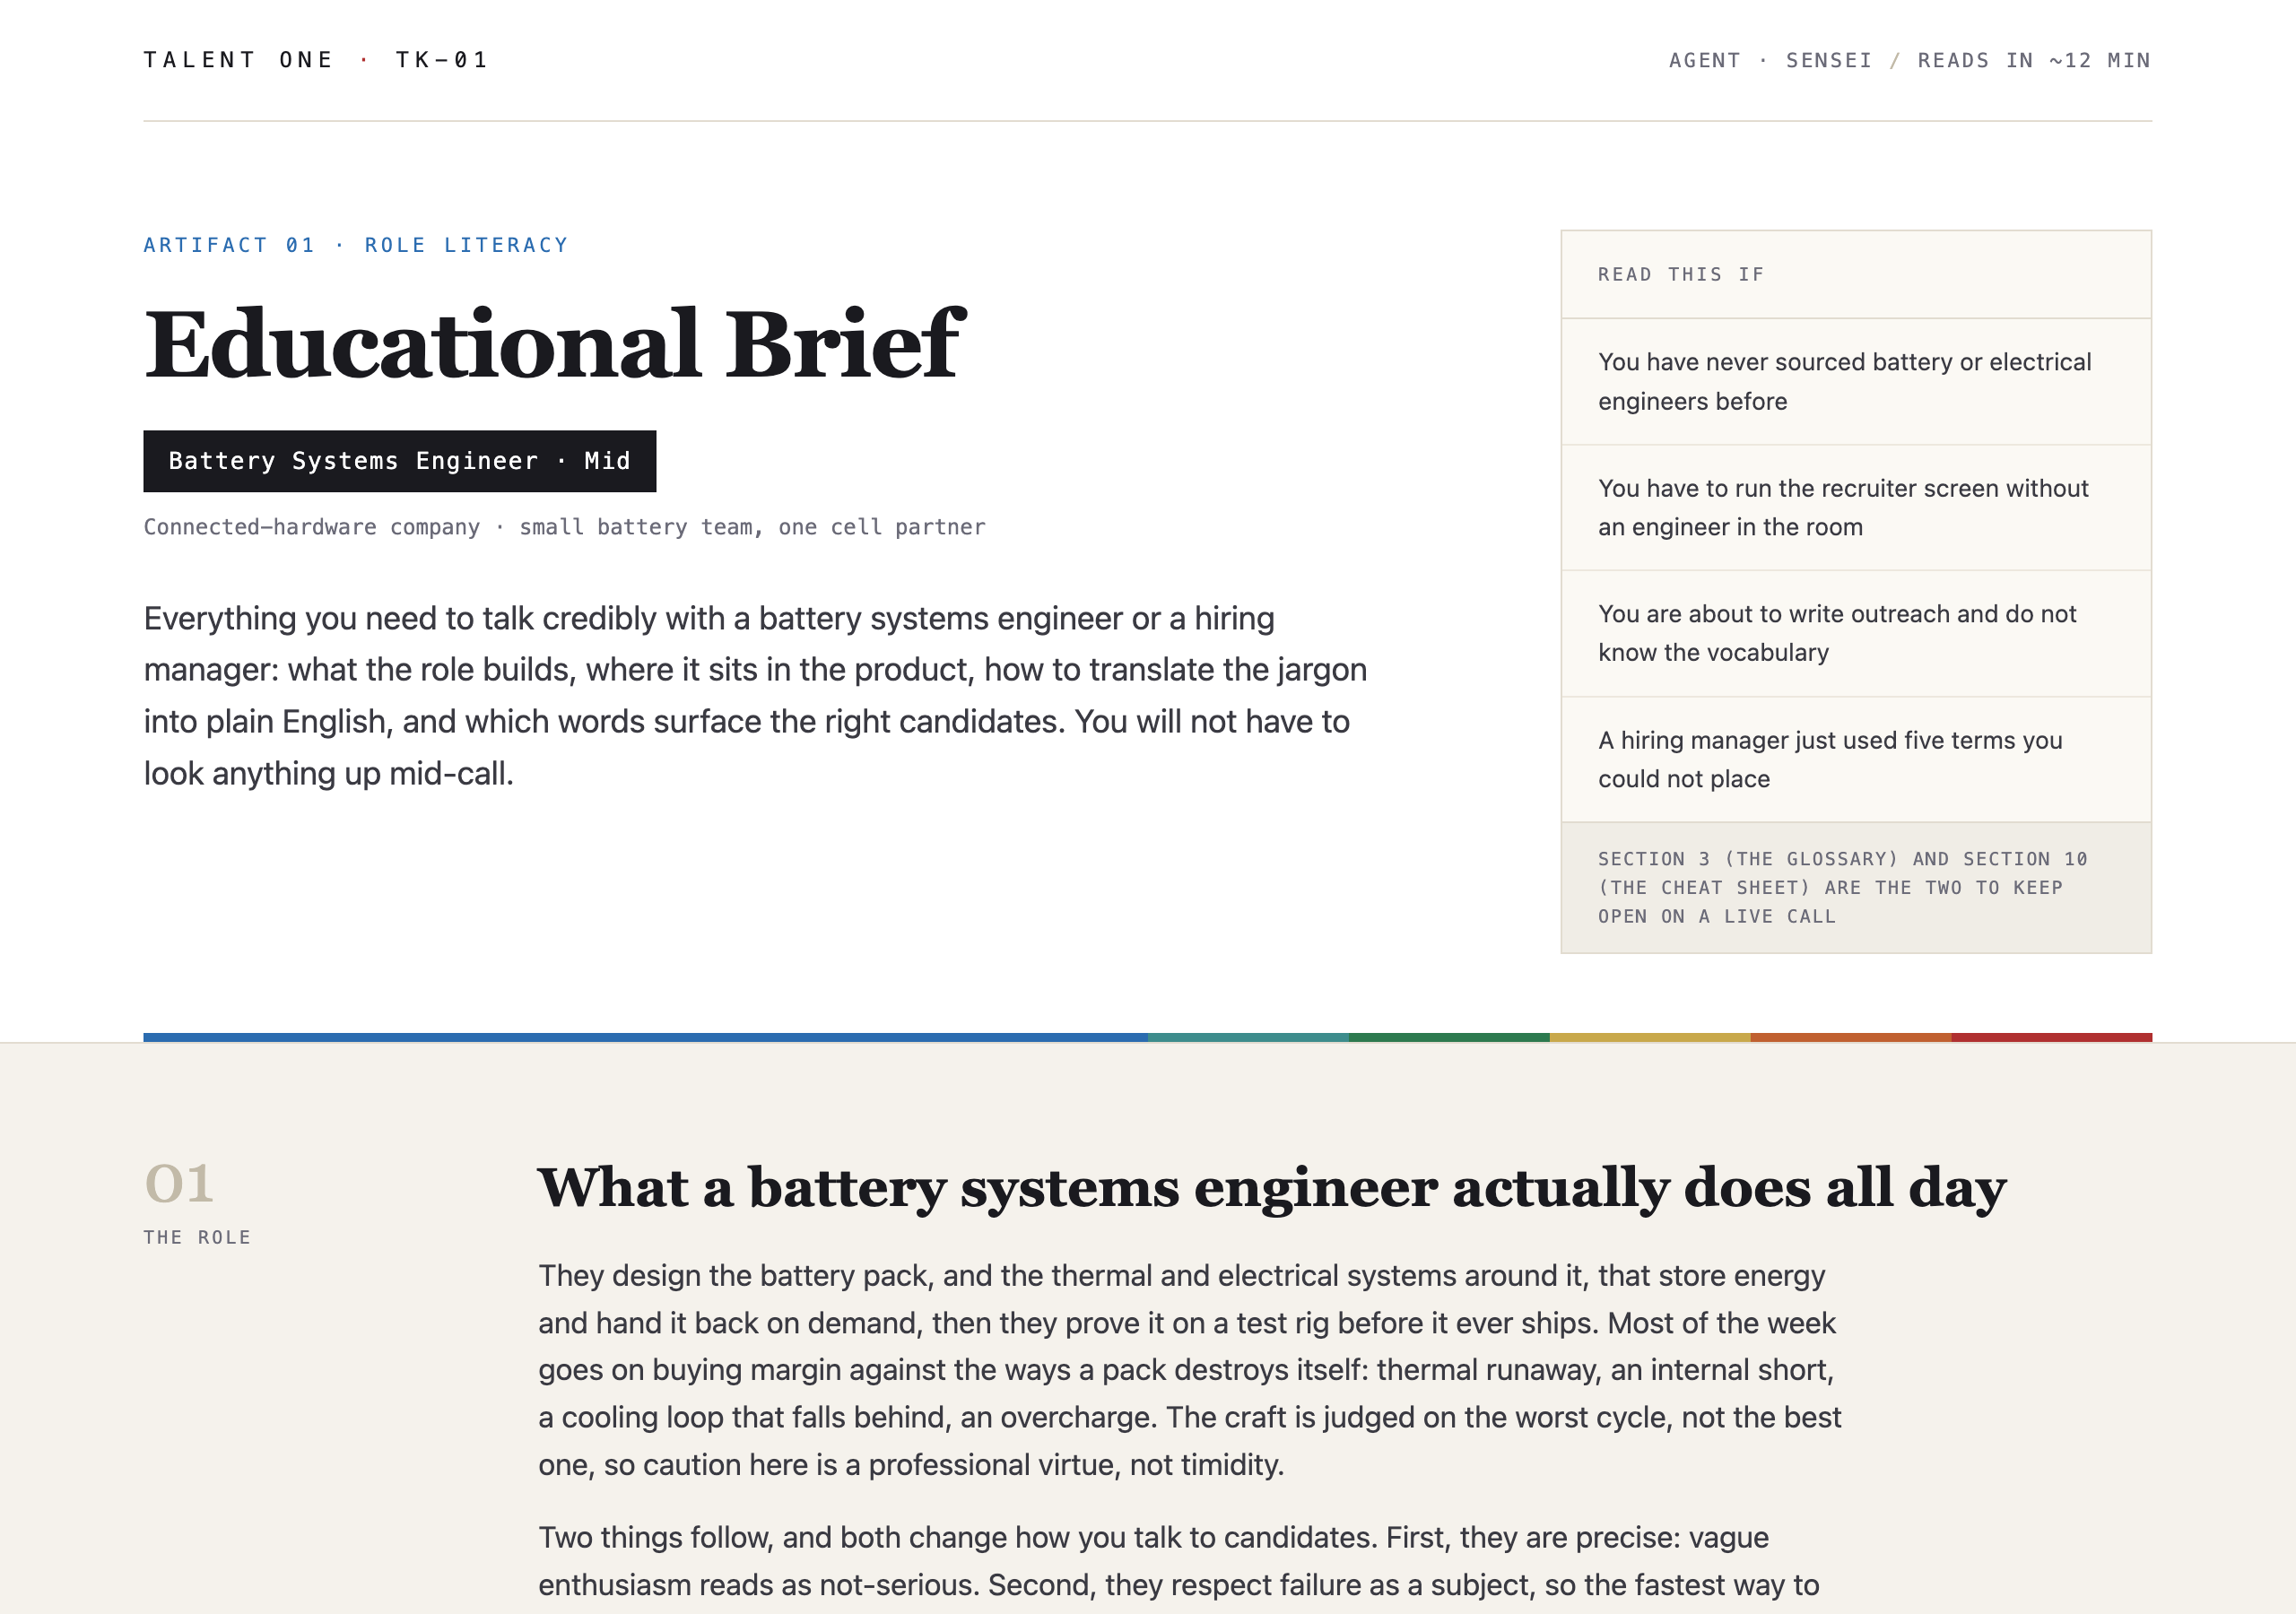 TALENT ONE · TK-01
AGENT · SENSEI / READS IN ~12 MIN
ARTIFACT 01 · ROLE LITERACY
Educational Brief
Battery Systems Engineer · Mid
Connected-hardware company · small battery team, one cell partner
Everything you need to talk credibly with a battery systems engineer or a hiring
manager: what the role builds, where it sits in the product, how to translate the jargon
into plain English, and which words surface the right candidates. You will not have to
look anything up mid-call.
READ THIS IF
You have never sourced battery or electrical
engineers before
You have to run the recruiter screen without
an engineer in the room
You are about to write outreach and do not
know the vocabulary
A hiring manager just used five terms you
could not place
SECTION 3 (THE GLOSSARY) AND SECTION 10
(THE CHEAT SHEET) ARE THE TWO TO KEEP
OPEN ON A LIVE CALL
01
THE ROLE
What a battery systems engineer actually does all day
They design the battery pack, and the thermal and electrical systems around it, that store energy
and hand it back on demand, then they prove it on a test rig before it ever ships. Most of the week
goes on buying margin against the ways a pack destroys itself: thermal runaway, an internal short,
a cooling loop that falls behind, an overcharge. The craft is judged on the worst cycle, not the best
one, so caution here is a professional virtue, not timidity.
Two things follow, and both change how you talk to candidates. First, they are precise: vague
enthusiasm reads as not-serious. Second, they respect failure as a subject, so the fastest way to